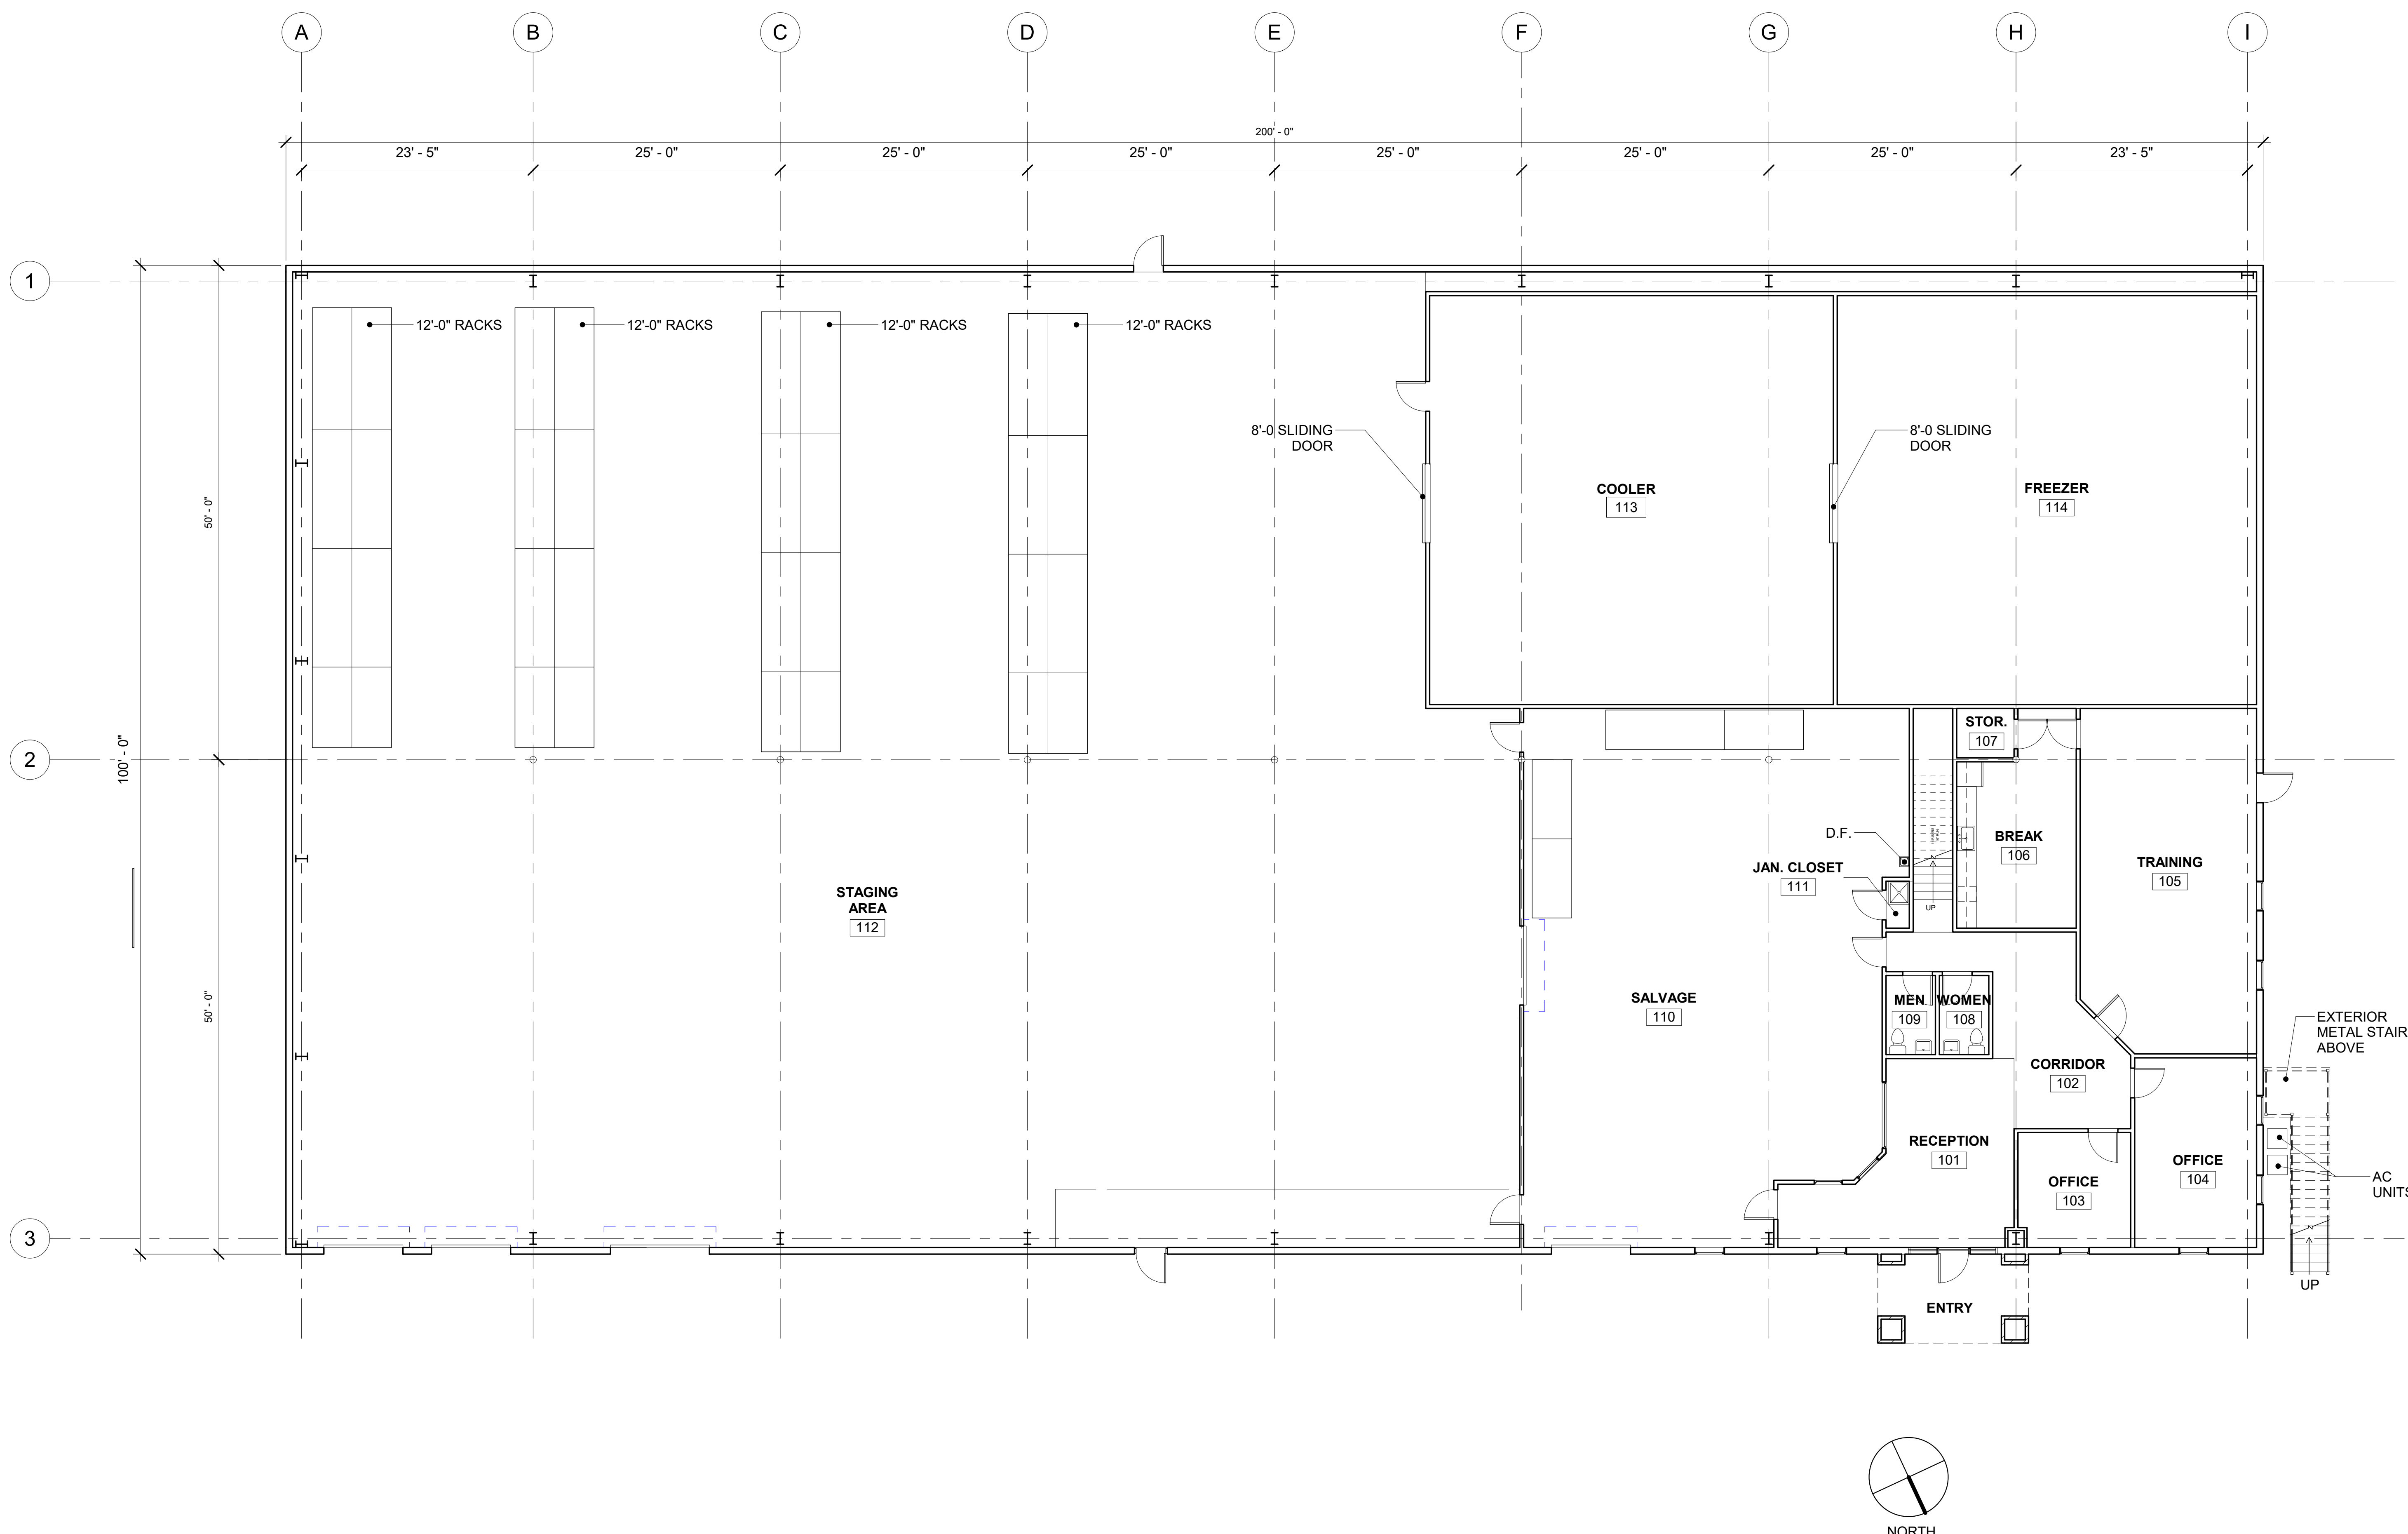 A B C D E F G H I
200' - 0"
23' - 5" 25' - 0" 25' - 0" 25' - 0" 25' - 0" 25' - 0" 25' - 0" 23' - 5"
1
12'-0" RACKS 12'-0" RACKS 12'-0" RACKS 12'-0" RACKS
8'-0 SLIDING
DOOR
8'-0 SLIDING
DOOR
COOLER
113
FREEZER
114
50' - 0"
100' - 0"
2
STOR.
107
D.F.
BREAK
106
JAN. CLOSET
111
UP
TRAINING
105
STAGING
AREA
112
SALVAGE
110
MEN
109
WOMEN
108
50' - 0"
EXTERIOR
METAL STAIR
ABOVE
CORRIDOR
102
RECEPTION
101
OFFICE
103
OFFICE
104
AC
UNITS
3
UP
ENTRY
NORTH